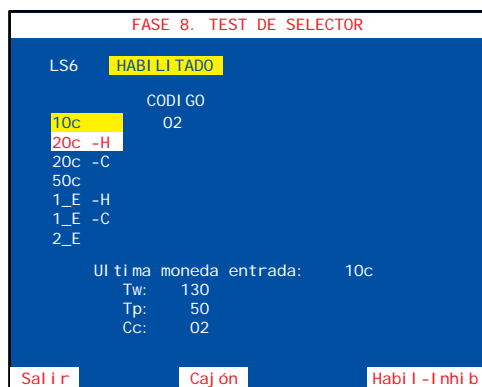 FASE 8. TEST DE SELECTOR
LS6 HABILITADO
CODIGO
10c 02
20c -H
20c -C
50c
1_E -H
1_E -C
2_E
Ultima moneda entrada: 10c
Tw: 130
Tp: 50
Cc: 02
Salir Cajón Habil-Inhib